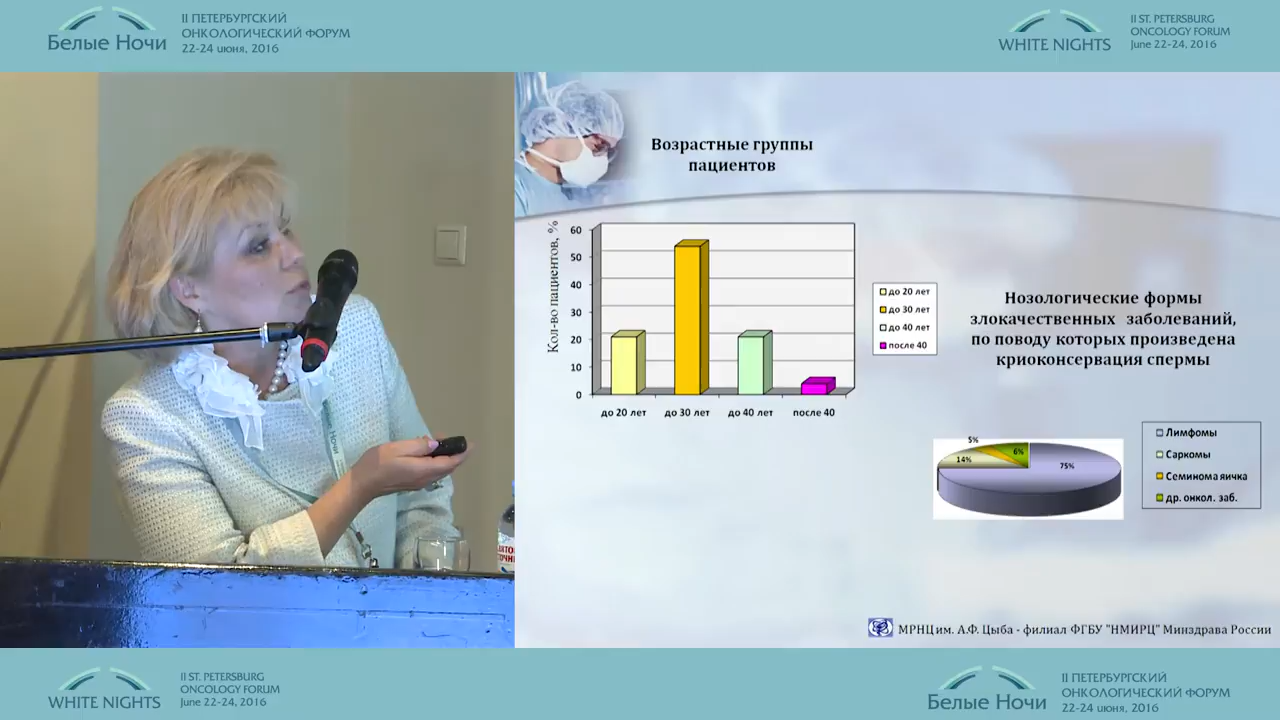 Белые Ночи
II ПЕТЕРБУРГСКИЙ
ОНКОЛОГИЧЕСКИЙ ФОРУМ
22-24 июня, 2016
WHITE NIGHTS
II ST. PETERSBURG
ONCOLOGY FORUM
June 22-24, 2016
Возрастные группы
пациентов
Кол-во пациентов, %
60
50
40
30
20
10
0
до 20 лет
до 30 лет
до 40 лет
после 40
до 20 лет
до 30 лет
до 40 лет
после 40
Нозологические формы
злокачественных заболеваний,
по поводу которых произведена
криоконсервация спермы
5%
6%
14%
75%
Лимфомы
Саркомы
Семинома яичка
др. онкол. заб.
МРНЦ им. А.Ф. Цыба - филиал ФГБУ "НМИРЦ" Минздрава России
WHITE NIGHTS
II ST. PETERSBURG
ONCOLOGY FORUM
June 22-24, 2016
Белые Ночи
II ПЕТЕРБУРГСКИЙ
ОНКОЛОГИЧЕСКИЙ ФОРУМ
22-24 июня, 2016